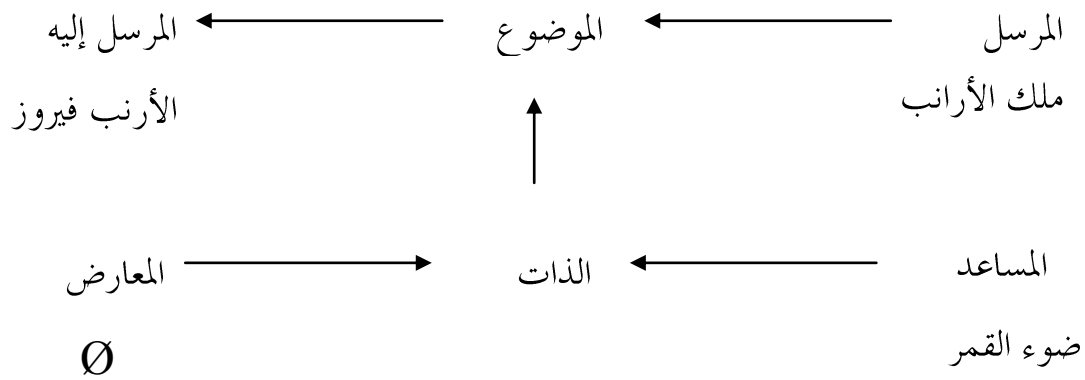 المرسل الموضوع المرسل إليه
ملك الأرانب الأرنب فيروز
المساعد الذات المعارض
ضوء القمر Ø